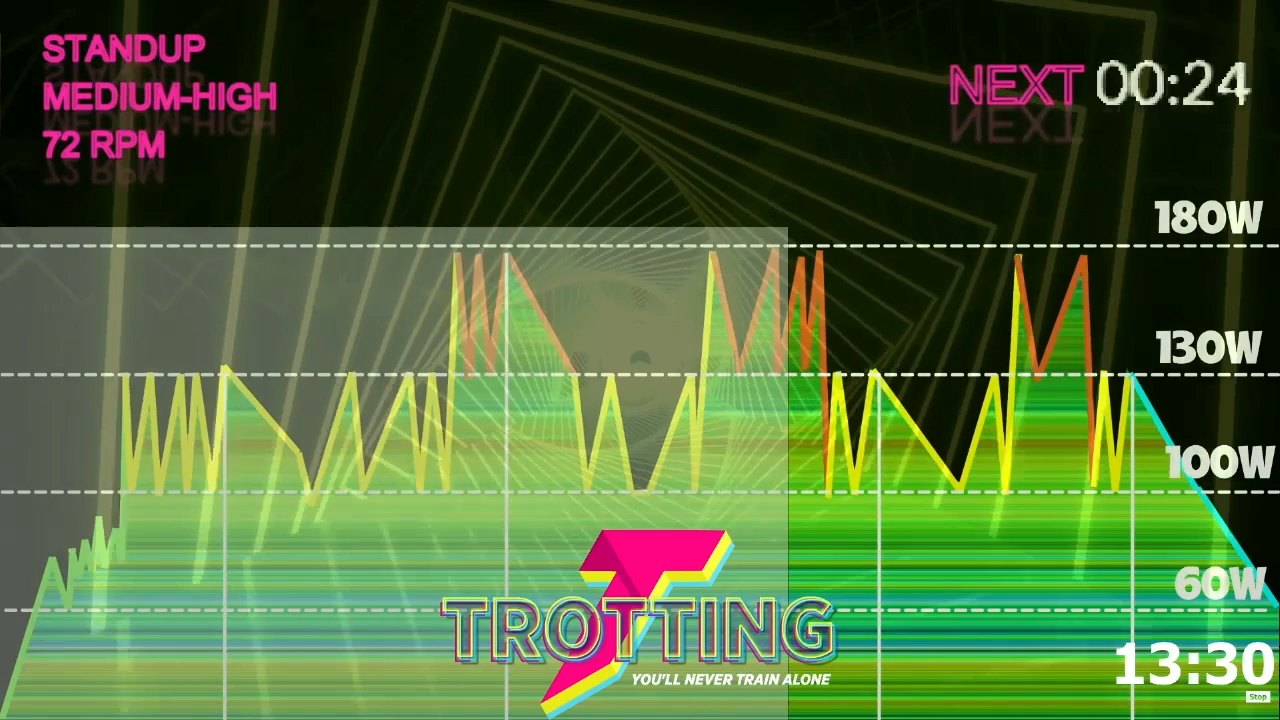 STANDUP
MEDIUM-HIGH
72 RPM
NEXT 00:24
180W
130W
100W
60W
TROTTING
YOU'LL NEVER TRAIN ALONE
13:30
Stop